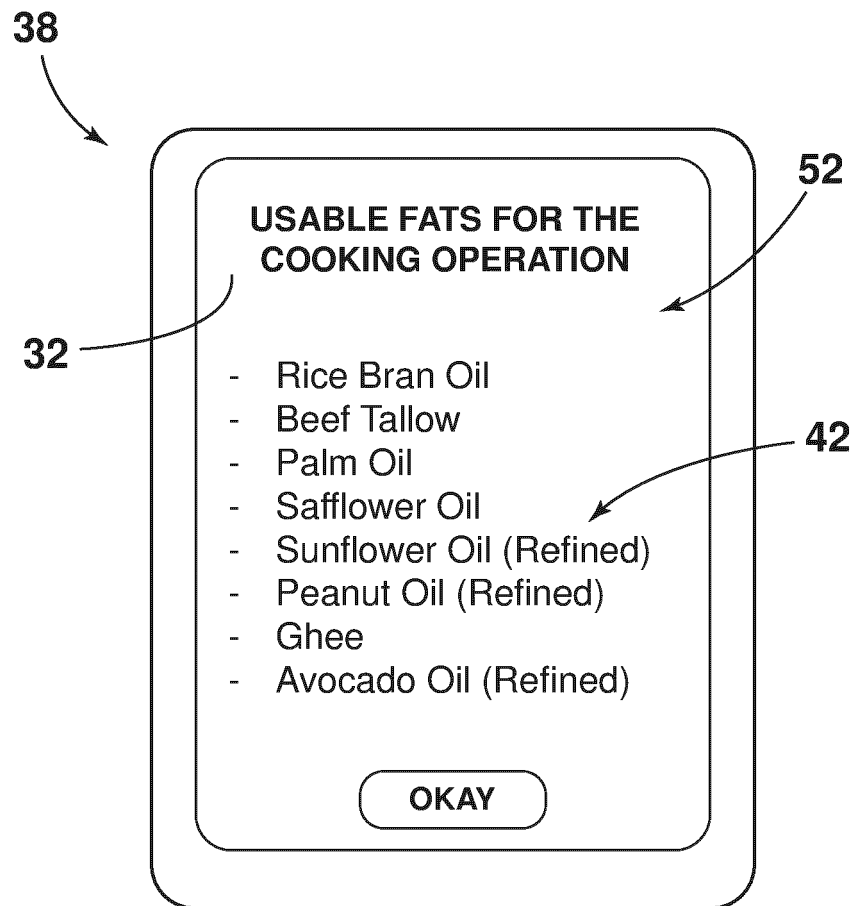 38
52
USABLE FATS FOR THE
COOKING OPERATION
32
- Rice Bran Oil
- Beef Tallow
- Palm Oil
42
- Safflower Oil
- Sunflower Oil (Refined)
- Peanut Oil (Refined)
- Ghee
- Avocado Oil (Refined)
OKAY